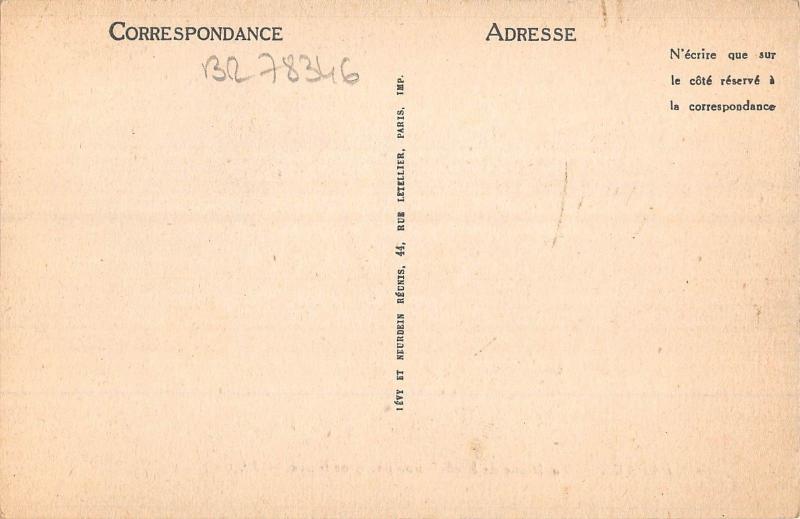 CORRESPONDANCE
BR 78346
LÉVY ET NEURDEIN RÉUNIS, 44, RUE LETELLIER, PARIS, IMP.
ADRESSE
N'écrire que sur
le côté réservé à
la correspondance